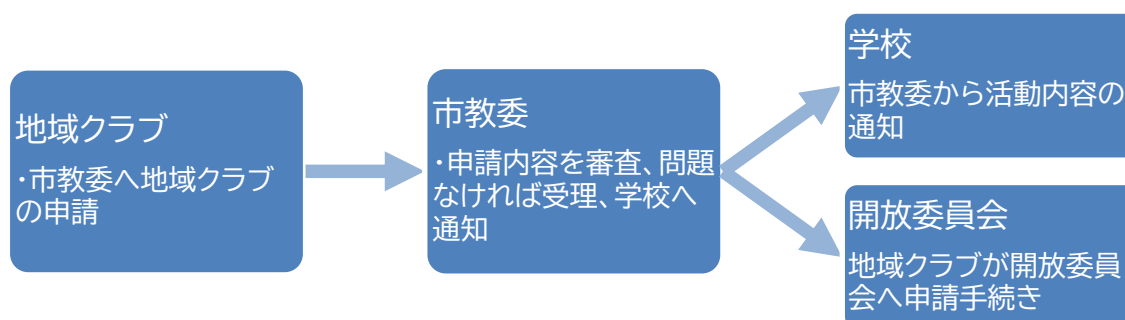 地域クラブ
・市教委へ地域クラブ
の申請
市教委
・申請内容を審査、問題
なければ受理、学校へ
通知
学校
市教委から活動内容の
通知
開放委員会
地域クラブが開放委員
会へ申請手続き